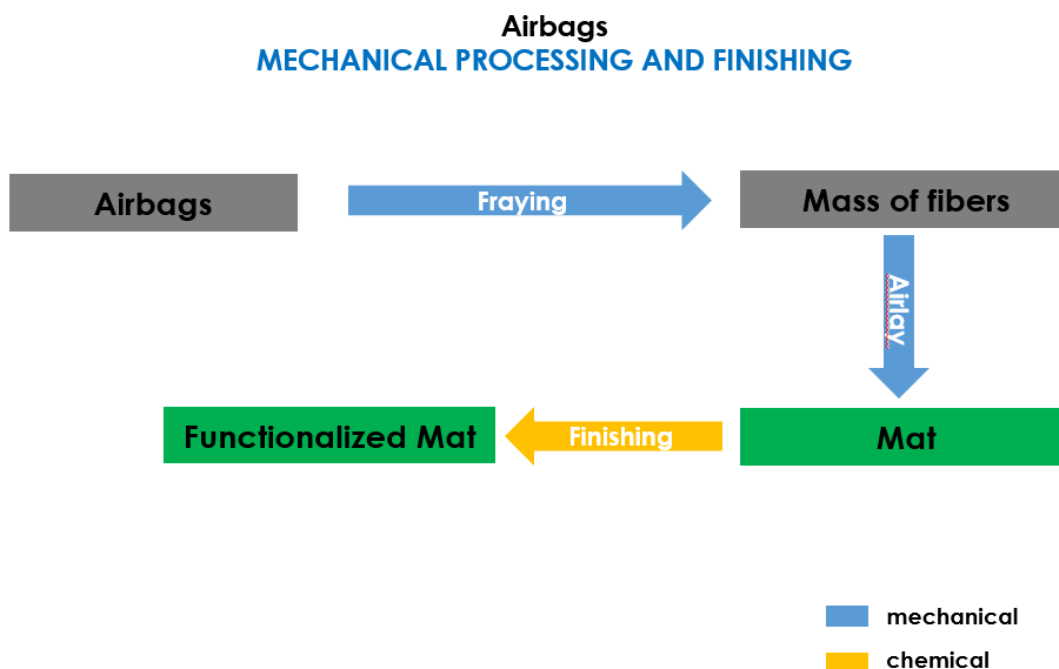 Airbags
MECHANICAL PROCESSING AND FINISHING
Airbags
Fraying
Mass of fibers
Airlay
Functionalized Mat
Finishing
Mat
mechanical
chemical